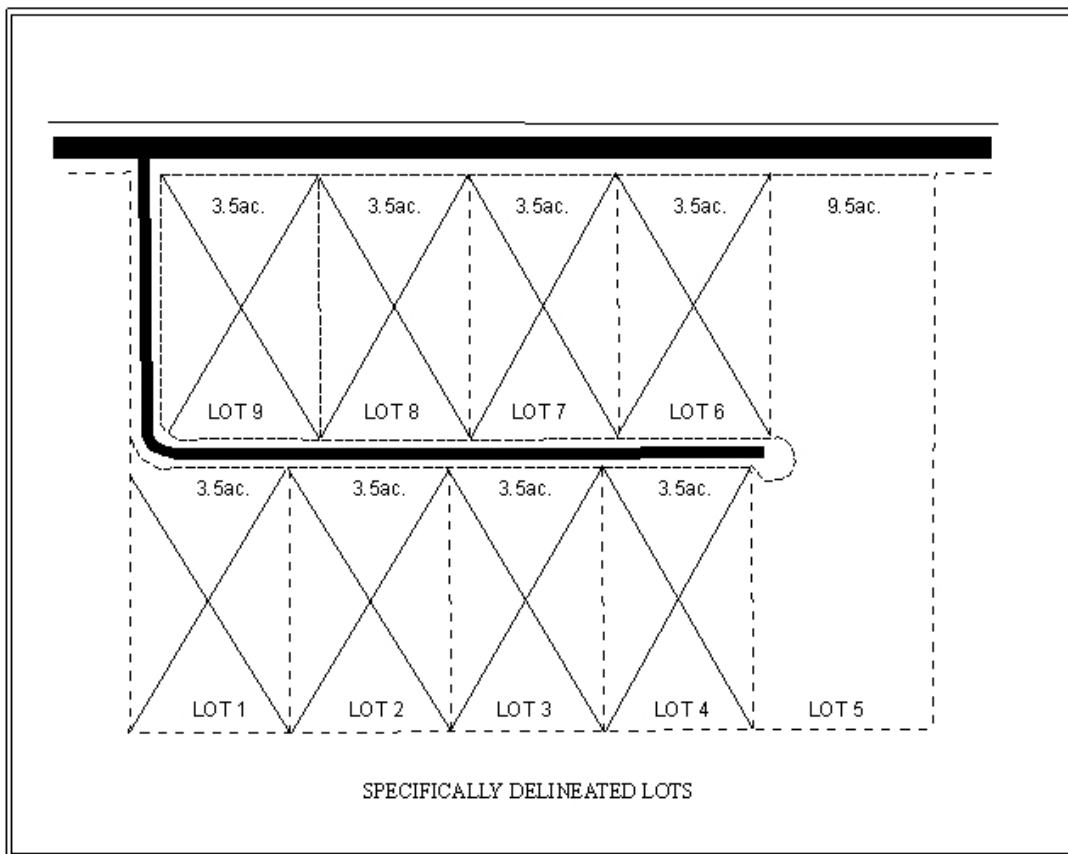 3.5ac. 3.5ac. 3.5ac. 3.5ac. 9.5ac.
LOT 9 LOT 8 LOT 7 LOT 6
3.5ac. 3.5ac. 3.5ac. 3.5ac.
LOT 1 LOT 2 LOT 3 LOT 4 LOT 5
SPECIFICALLY DELINEATED LOTS